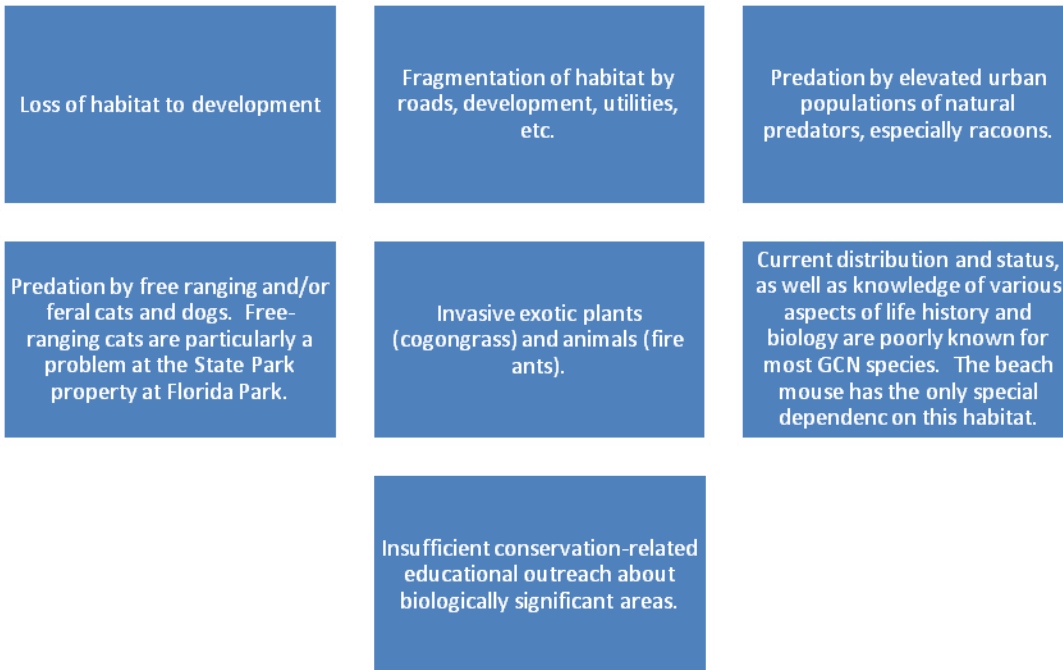 Loss of habitat to development
Fragmentation of habitat by
roads, development, utilities,
etc.
Predation by elevated urban
populations of natural
predators, especially racoons.
Predation by free ranging and/or
feral cats and dogs.  Free-
ranging cats are particularly a
problem at the State Park
property at Florida Park.
Invasive exotic plants
(cogongrass) and animals (fire
ants).
Current distribution and status,
as well as knowledge of various
aspects of life history and
biology are poorly known for
most GCN species.  The beach
mouse has the only special
dependenc on this habitat.
Insufficient conservation-related
educational outreach about
biologically significant areas.